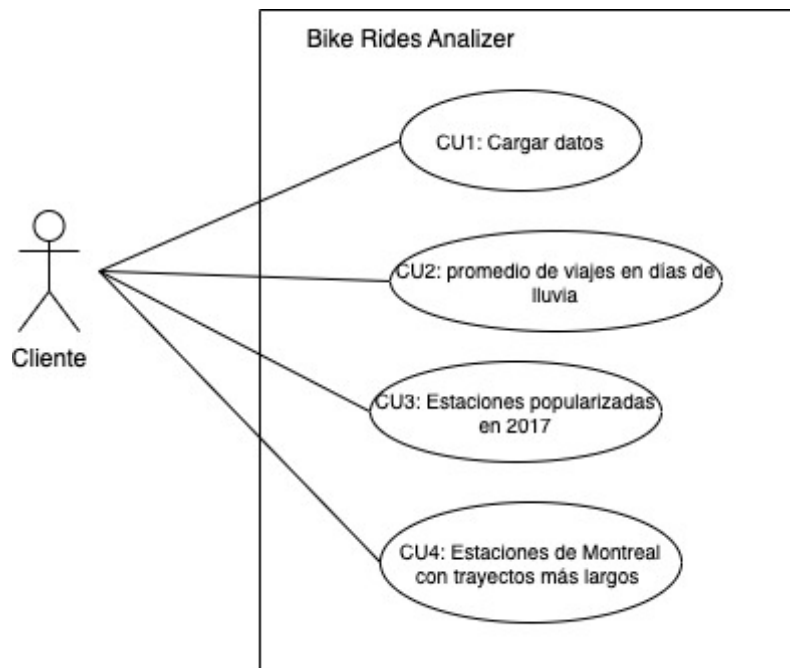 Bike Rides Analizer
CU1: Cargar datos
CU2: promedio de viajes en días de
lluvia
Cliente
CU3: Estaciones popularizadas
en 2017
CU4: Estaciones de Montreal
con trayectos más largos